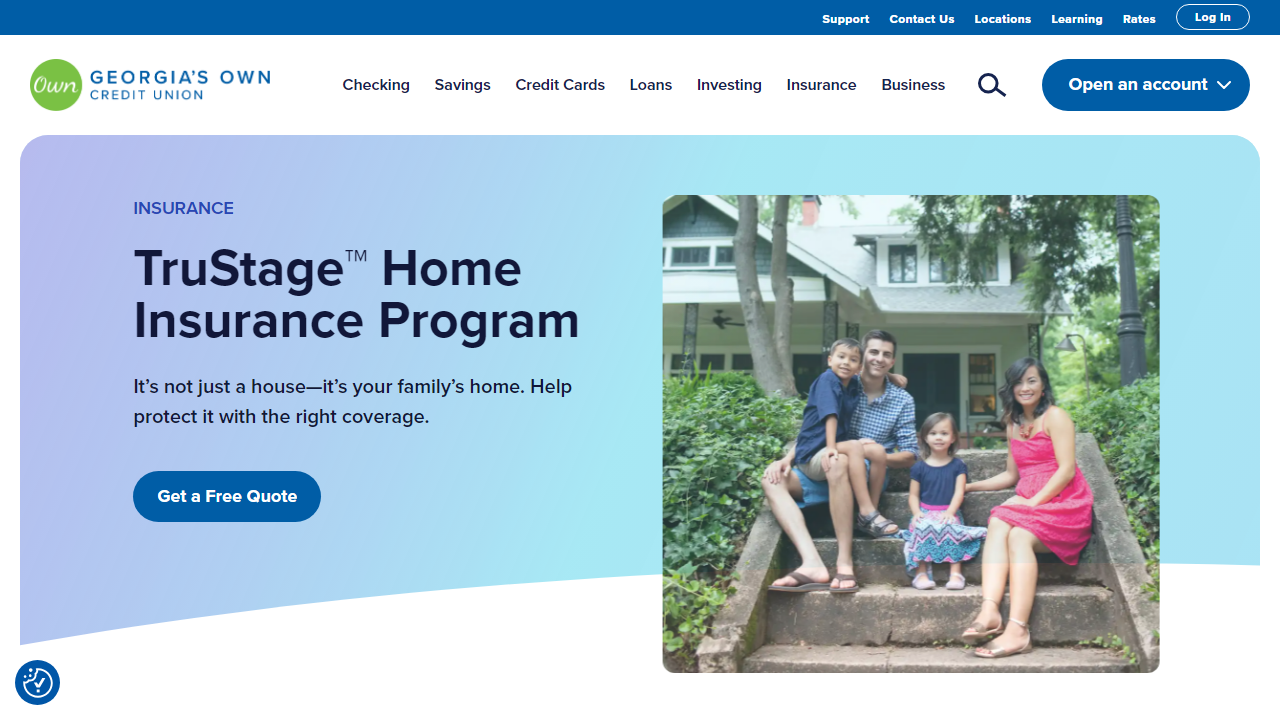 Support Contact Us Locations Learning Rates Log In
Own GEORGIA'S OWN
CREDIT UNION
Checking Savings Credit Cards Loans Investing Insurance Business
Open an account
INSURANCE
TruStage™ Home
Insurance Program
It's not just a house—it's your family's home. Help
protect it with the right coverage.
Get a Free Quote